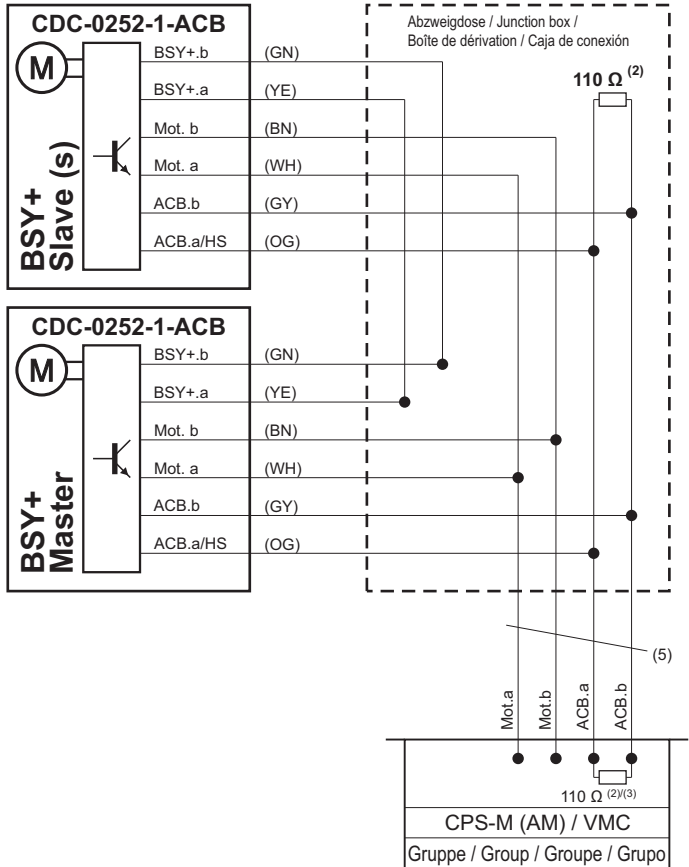 CDC-0252-1-ACB
M
BSY+
Slave (s)
BSY+.b (GN)
BSY+.a (YE)
Mot. b (BN)
Mot. a (WH)
ACB.b (GY)
ACB.a/HS (OG)
Abzweigdose / Junction box /
Boîte de dérivation / Caja de conexión
110 Ω (2)
CDC-0252-1-ACB
M
BSY+
Master
BSY+.b (GN)
BSY+.a (YE)
Mot. b (BN)
Mot. a (WH)
ACB.b (GY)
ACB.a/HS (OG)
(5)
Mot.a
Mot.b
ACB.a
ACB.b
110 Ω (2)/(3)
CPS-M (AM) / VMC
Gruppe / Group / Groupe / Grupo